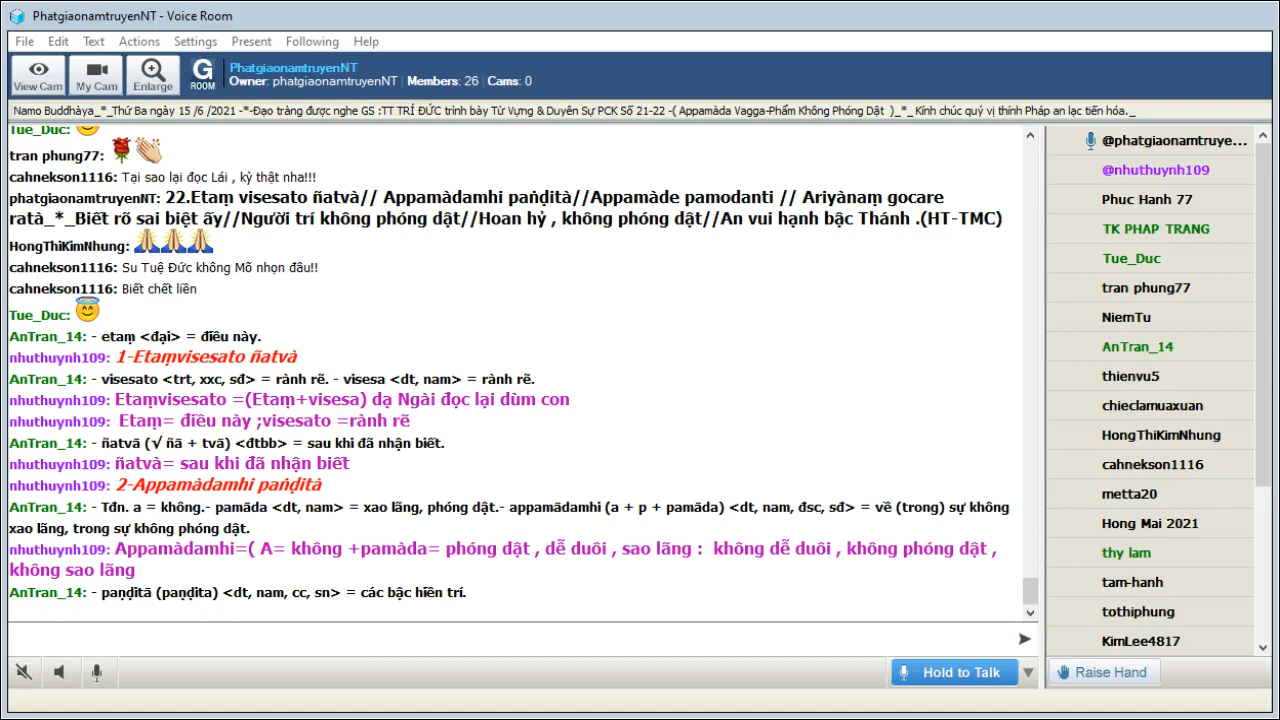 PhatgiaonamtruyenNT - Voice Room
File Edit Text Actions Settings Present Following Help
View Cam My Cam Enlarge G ROOM
PhatgiaonamtruyenNT
Owner: phatgiaonamtruyenNT | Members: 26 | Cams: 0
Namo Buddhàya_*_Thứ Ba ngày 15 /6 /2021 -*-Đạo tràng được nghe GS :TT TRÍ ĐỨC trình bày Từ Vựng & Duyên Sự PCK Số 21-22 -( Appamàda Vagga-Phẩm Không Phóng Dật )_*_ Kính chúc quý vị thính Pháp an lạc tiến hóa._
Tue_Duc:
tran phung77:
cahnekson1116: Tại sao lại đọc Lái , kỳ thật nha!!!
phatgiaonamtruyenNT: 22.Etaṃ visesato ñatvà// Appamàdamhi paṇḍità//Appamàde pamodanti // Ariyànaṃ gocare
ratà_*_Biết rõ sai biệt ấy//Người trí không phóng dật//Hoan hỷ , không phóng dật//An vui hạnh bậc Thánh .(HT-TMC)
HongThiKimNhung:
cahnekson1116: Su Tuệ Đức không Mõ nhọn đâu!!
cahnekson1116: Biết chết liền
Tue_Duc:
AnTran_14: - etaṃ <đại> = điều này.
nhuthuynh109: 1-Etaṃvisesato ñatvà
AnTran_14: - visesato <trt, xxc, sđ> = rành rẽ. - visesa <dt, nam> = rành rẽ.
nhuthuynh109: Etaṃvisesato =(Etaṃ+visesa) dạ Ngài đọc lại dùm con
nhuthuynh109: Etaṃ= điều này ;visesato =rành rẽ
AnTran_14: - ñatvā (√ ñā + tvā) <đtbb> = sau khi đã nhận biết.
nhuthuynh109: ñatvà= sau khi đã nhận biết
nhuthuynh109: 2-Appamàdamhi paṇḍità
AnTran_14: - Tđn. a = không.- pamāda <dt, nam> = xao lãng, phóng dật.- appamādamhi (a + p + pamāda) <dt, nam, đsc, sđ> = về (trong) sự không
xao lãng, trong sự không phóng dật.
nhuthuynh109: Appamàdamhi=( A= không +pamàda= phóng dật , dễ duôi , sao lãng : không dễ duôi , không phóng dật ,
không sao lãng
AnTran_14: - paṇḍitā (paṇḍita) <dt, nam, cc, sn> = các bậc hiền trí.
Hold to Talk
@phatgiaonamtruye...
@nhuthuynh109
Phuc Hanh 77
TK PHAP TRANG
Tue_Duc
tran phung77
NiemTu
AnTran_14
thienvu5
chieclamuaxuan
HongThiKimNhung
cahnekson1116
metta20
Hong Mai 2021
thy lam
tam-hanh
tothiphung
KimLee4817
Raise Hand